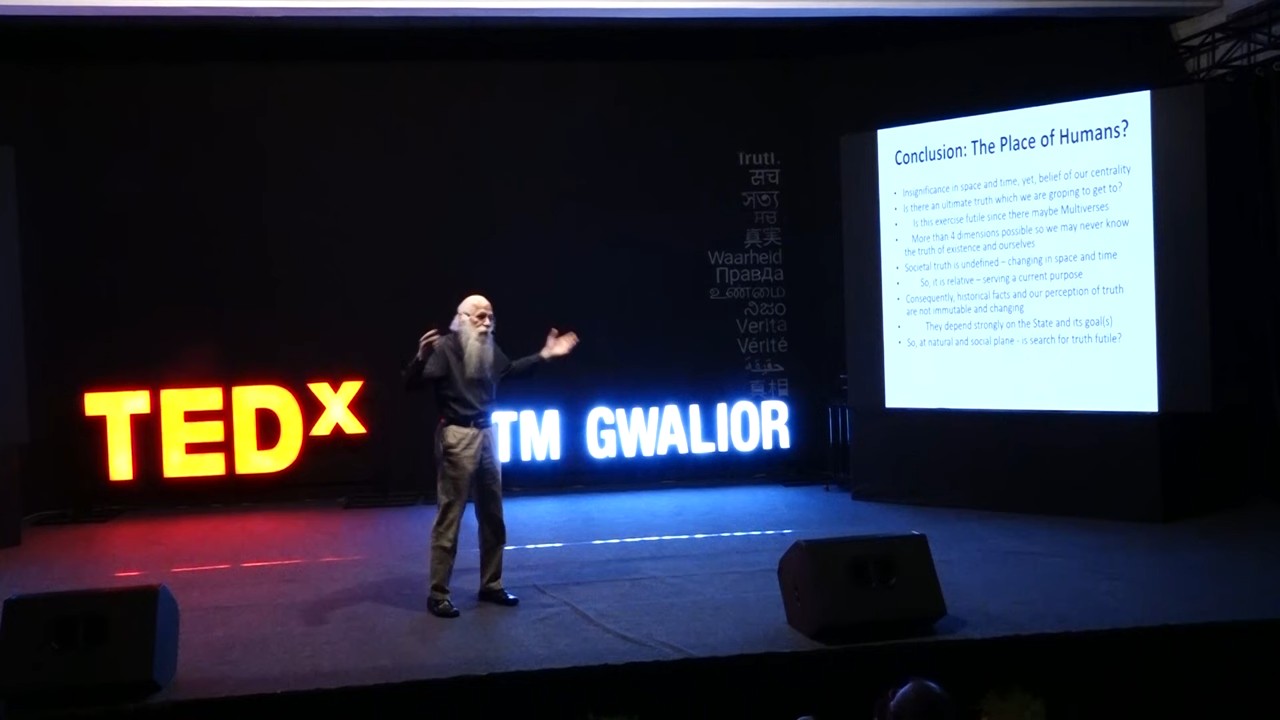 TEDx
TM GWALIOR
Trut
सच
সত্য
真実
Waarheid
Правда
உண்மை
ನಿಜ
Verita
Vérité
حقيقة
真相
Conclusion: The Place of Humans?
• Insignificance in space and time, yet, belief of our centrality
• Is there an ultimate truth which we are groping to get to?
• Is this exercise futile since there maybe Multiverses
• More than 4 dimensions possible so we may never know
the truth of existence and ourselves
• Societal truth is undefined – changing in space and time
• So, it is relative – serving a current purpose
• Consequently, historical facts and our perception of truth
are not immutable and changing
• They depend strongly on the State and its goal(s)
• So, at natural and social plane - is search for truth futile?